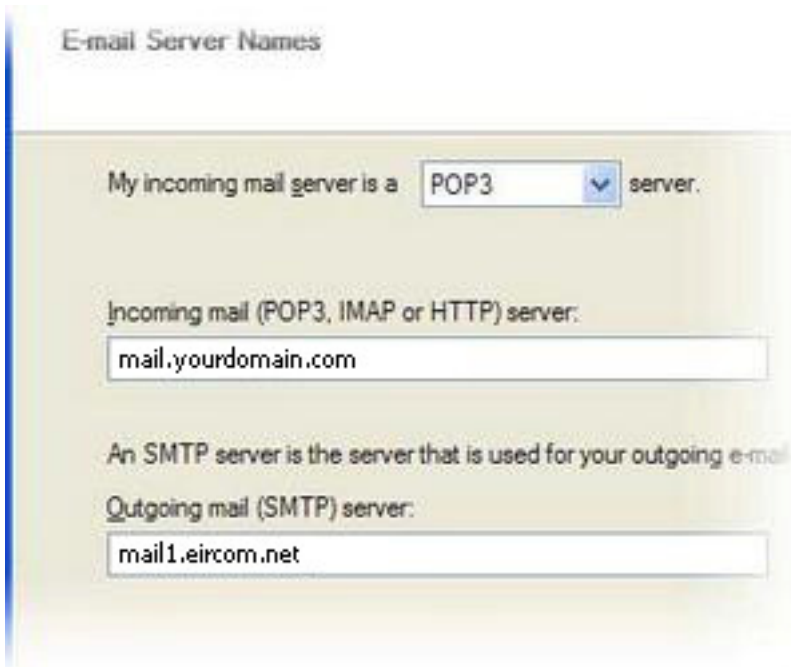 E-mail Server Names
My incoming mail server is a POP3 server.
Incoming mail (POP3, IMAP or HTTP) server:
mail.yourdomain.com
An SMTP server is the server that is used for your outgoing e-mail
Outgoing mail (SMTP) server:
mail1.eircom.net